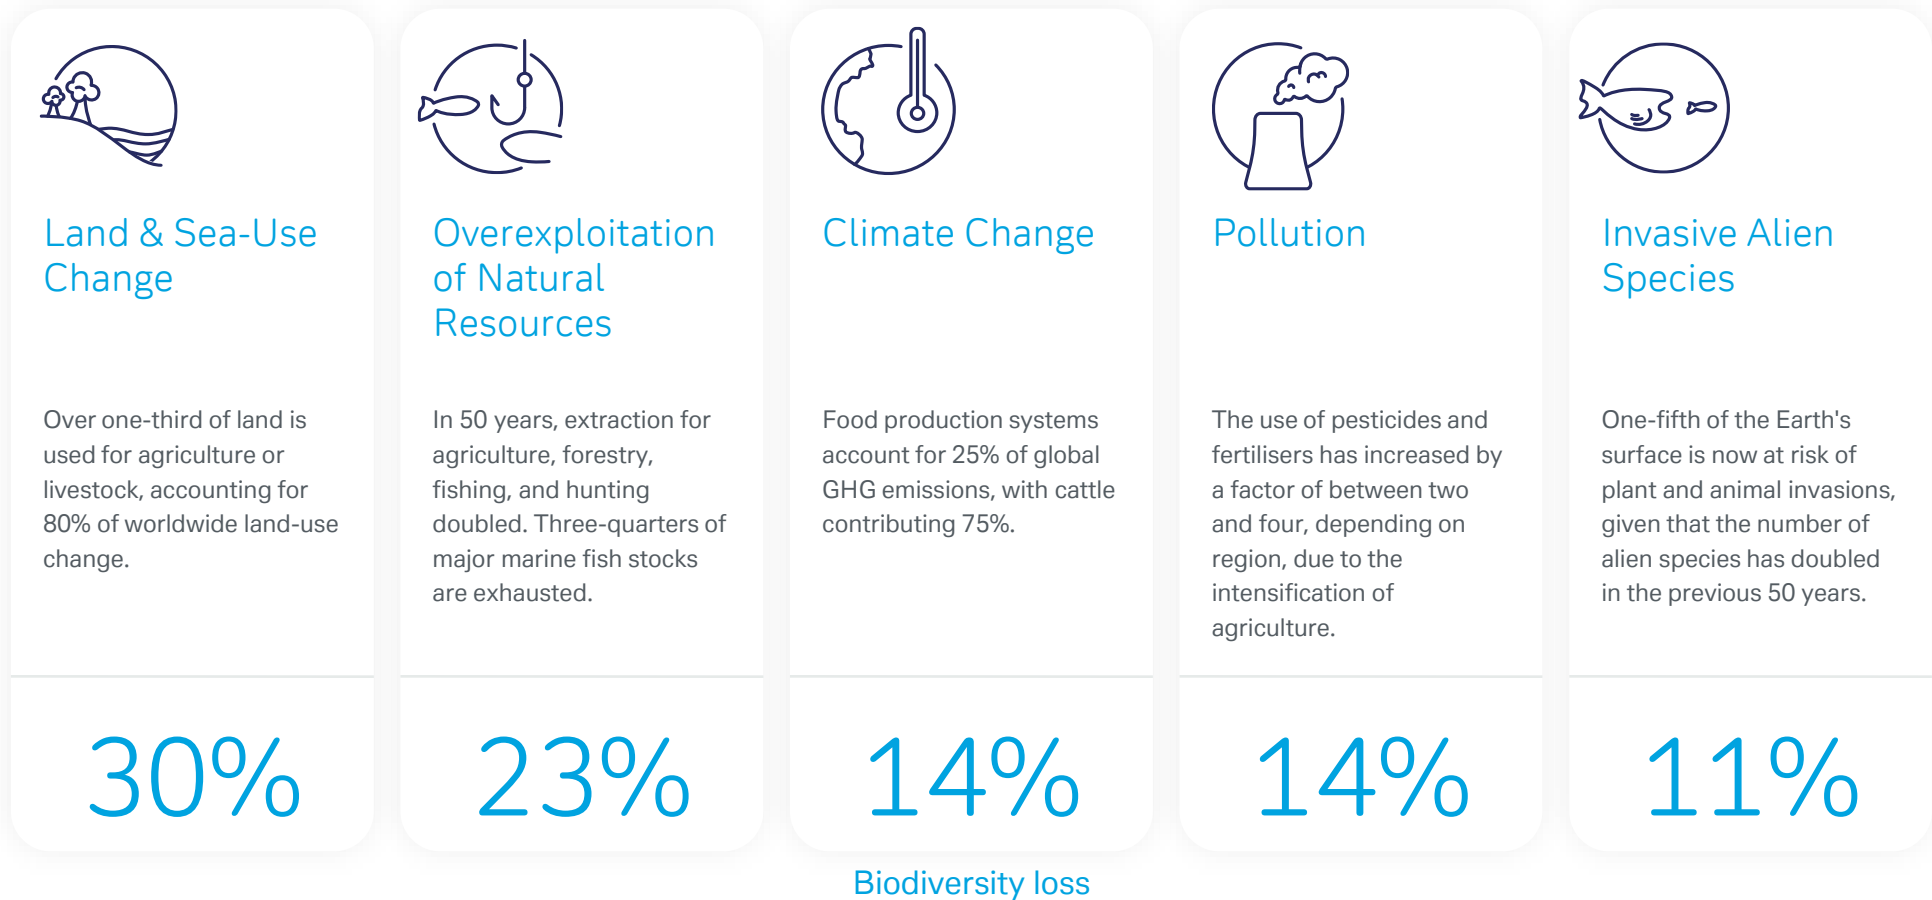 Land & Sea-Use
Change
Over one-third of land is
used for agriculture or
livestock, accounting for
80% of worldwide land-use
change.
30%
Overexploitation
of Natural
Resources
In 50 years, extraction for
agriculture, forestry,
fishing, and hunting
doubled. Three-quarters of
major marine fish stocks
are exhausted.
23%
Climate Change
Food production systems
account for 25% of global
GHG emissions, with cattle
contributing 75%.
14%
Pollution
The use of pesticides and
fertilisers has increased by
a factor of between two
and four, depending on
region, due to the
intensification of
agriculture.
14%
Invasive Alien
Species
One-fifth of the Earth's
surface is now at risk of
plant and animal invasions,
given that the number of
alien species has doubled
in the previous 50 years.
11%
Biodiversity loss